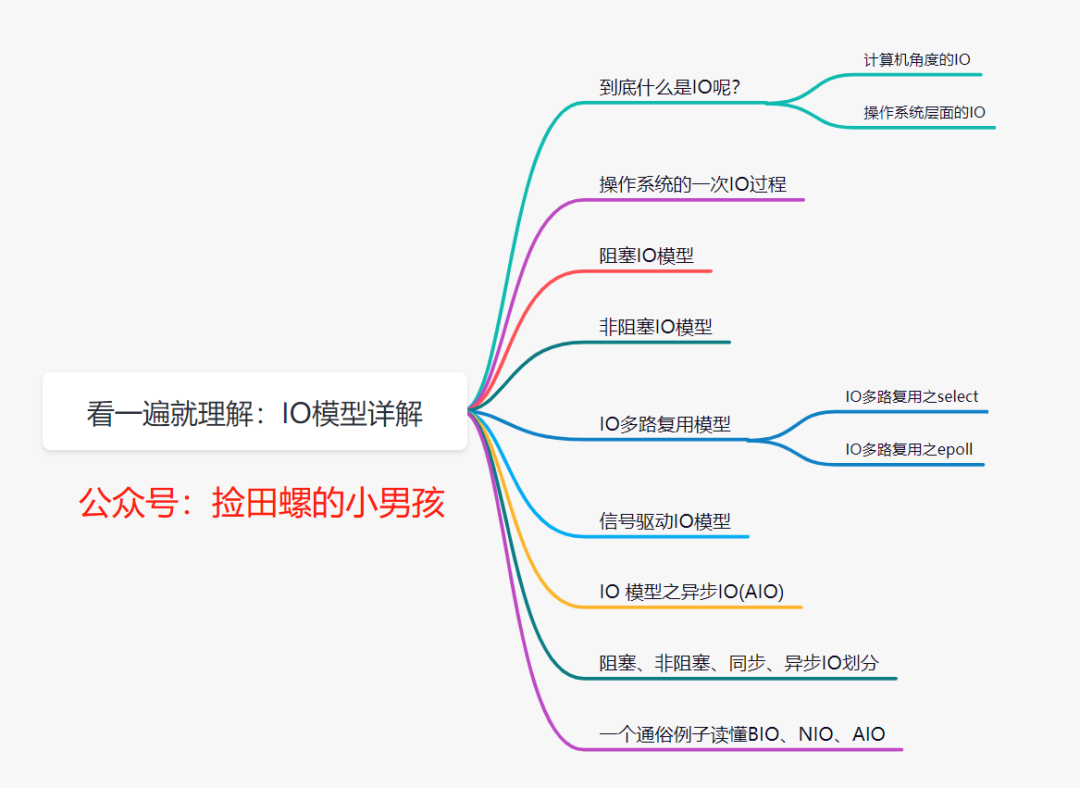 看一遍就理解：IO模型详解
公众号：捡田螺的小男孩
到底什么是IO呢？
计算机角度的IO
操作系统层面的IO
操作系统的一次IO过程
阻塞IO模型
非阻塞IO模型
IO多路复用模型
IO多路复用之select
IO多路复用之epoll
信号驱动IO模型
IO 模型之异步IO(AIO)
阻塞、非阻塞、同步、异步IO划分
一个通俗例子读懂BIO、NIO、AIO